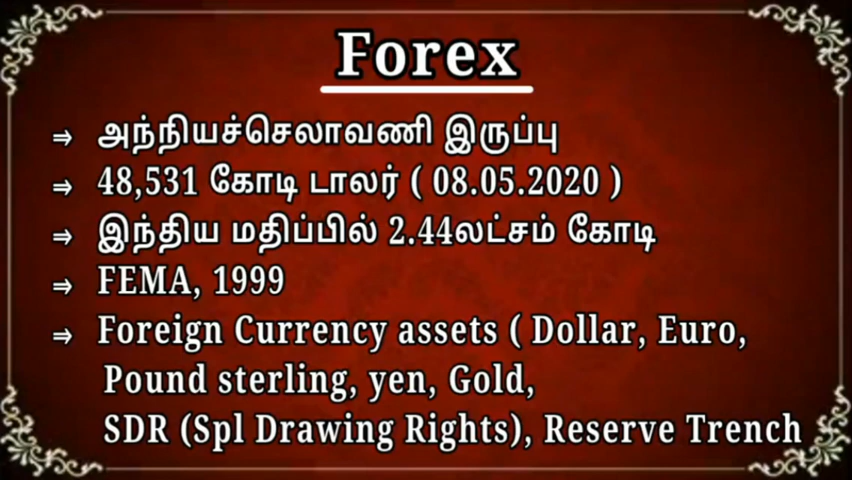 Forex
⇒ அந்நியச்செலாவணி இருப்பு
⇒ 48,531 கோடி டாலர் ( 08.05.2020 )
⇒ இந்திய மதிப்பில் 2.44லட்சம் கோடி
⇒ FEMA, 1999
⇒ Foreign Currency assets ( Dollar, Euro,
Pound sterling, yen, Gold,
SDR (Spl Drawing Rights), Reserve Trench